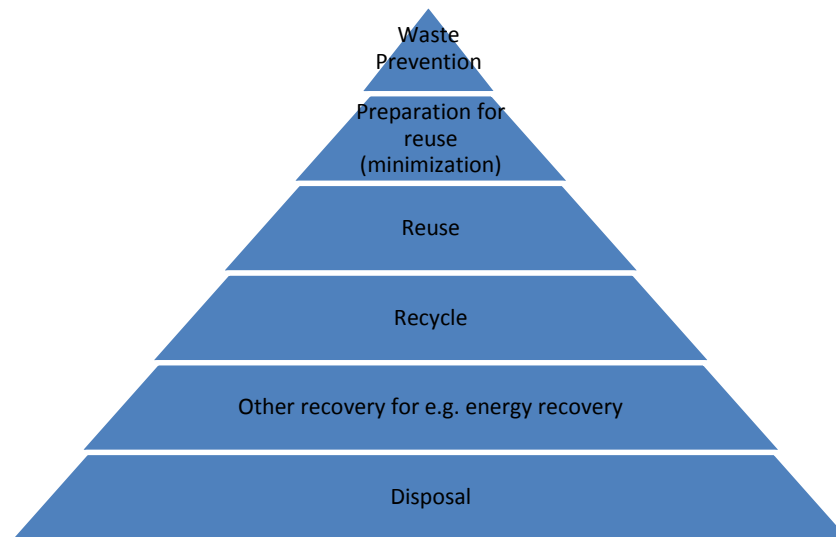 Waste
Prevention
Preparation for
reuse
(minimization)
Reuse
Recycle
Other recovery for e.g. energy recovery
Disposal